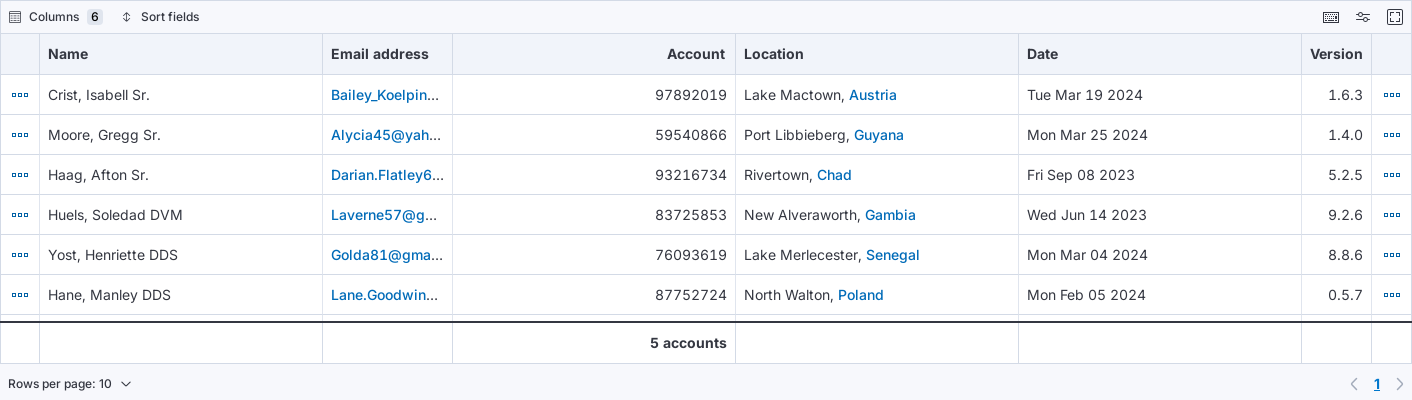 Columns 6 Sort fields
Name Email address Account Location Date Version
Crist, Isabell Sr. Bailey_Koelpin... 97892019 Lake Mactown, Austria Tue Mar 19 2024 1.6.3
Moore, Gregg Sr. Alycia45@yah... 59540866 Port Libbieberg, Guyana Mon Mar 25 2024 1.4.0
Haag, Afton Sr. Darian.Flatley6... 93216734 Rivertown, Chad Fri Sep 08 2023 5.2.5
Huels, Soledad DVM Laverne57@g... 83725853 New Alveraworth, Gambia Wed Jun 14 2023 9.2.6
Yost, Henriette DDS Golda81@gma... 76093619 Lake Merlecester, Senegal Mon Mar 04 2024 8.8.6
Hane, Manley DDS Lane.Goodwin... 87752724 North Walton, Poland Mon Feb 05 2024 0.5.7
5 accounts
Rows per page: 10 1